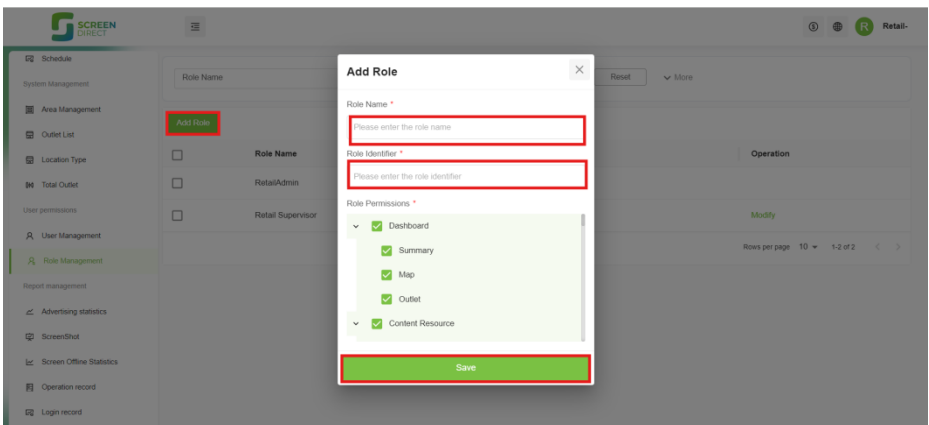 SCREEN
DIRECT
R
Retail-
Schedule
System Management
Area Management
Outlet List
Location Type
Total Outlet
User permissions
User Management
Role Management
Report management
Advertising statistics
ScreenShot
Screen Offline Statistics
Operation record
Login record
Role Name
Reset
More
Add Role
Role Name
Operation
RetailAdmin
Retail Supervisor
Modify
Rows per page 10 1-2 of 2
Add Role
Role Name *
Please enter the role name
Role Identifier *
Please enter the role identifier
Role Permissions *
Dashboard
Summary
Map
Outlet
Content Resource
Save